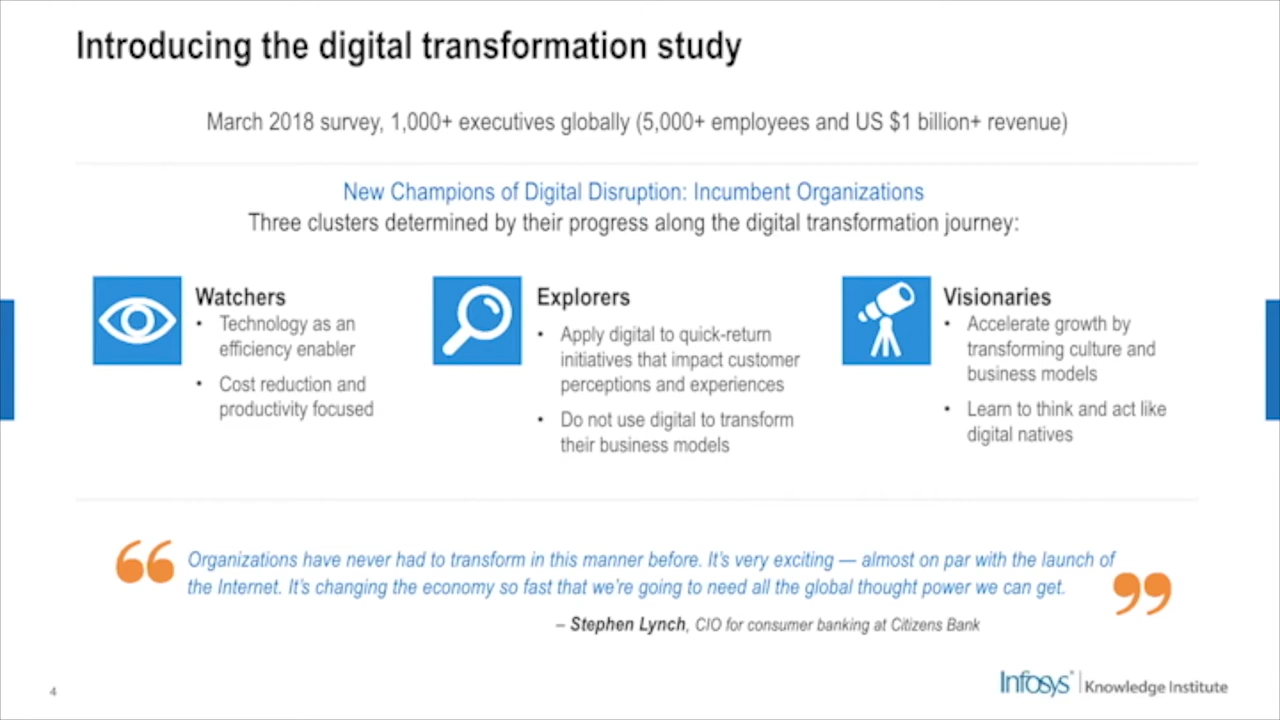 Introducing the digital transformation study
March 2018 survey, 1,000+ executives globally (5,000+ employees and US $1 billion+ revenue)
New Champions of Digital Disruption: Incumbent Organizations
Three clusters determined by their progress along the digital transformation journey:
Watchers
• Technology as an
efficiency enabler
• Cost reduction and
productivity focused
Explorers
• Apply digital to quick-return
initiatives that impact customer
perceptions and experiences
• Do not use digital to transform
their business models
Visionaries
• Accelerate growth by
transforming culture and
business models
• Learn to think and act like
digital natives
“ Organizations have never had to transform in this manner before. It's very exciting — almost on par with the launch of
the Internet. It's changing the economy so fast that we're going to need all the global thought power we can get. ”
– Stephen Lynch, CIO for consumer banking at Citizens Bank
4
Infosys® | Knowledge Institute